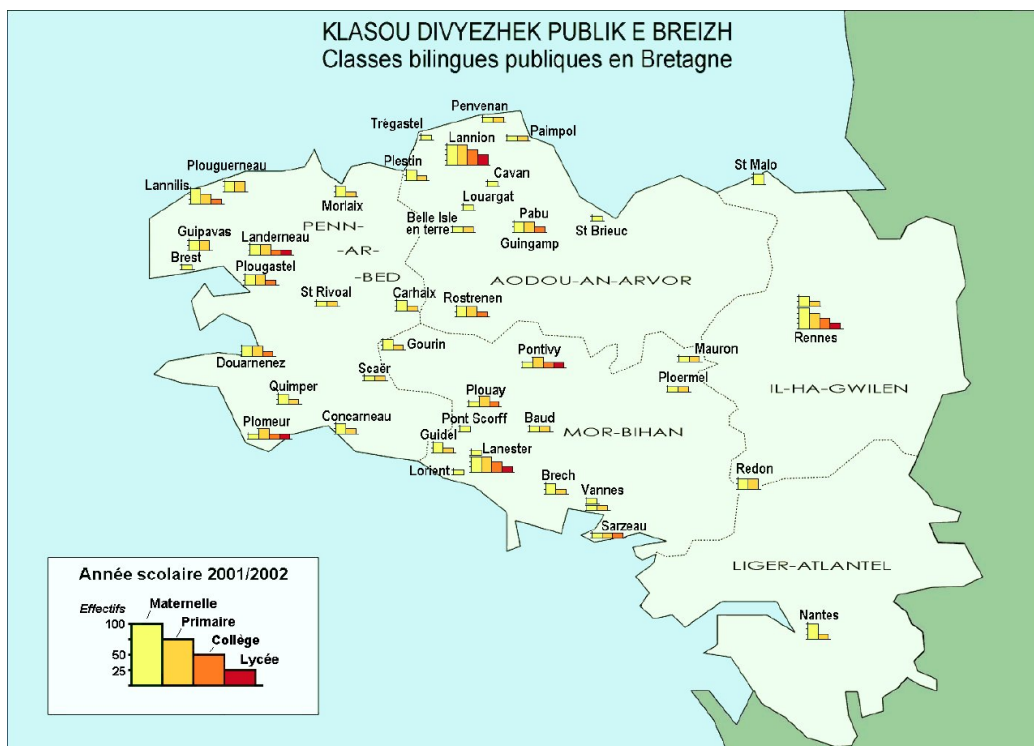 KLASOU DIVYEZHEK PUBLIK E BREIZH
Classes bilingues publiques en Bretagne
Penvenan
Trégastel
Paimpol
Lannion
Plestin
Cavan
St Malo
Plouguerneau
Lannilis
Morlaix
Louargat
Belle Isle
en terre
Pabu
Guingamp
St Brieuc
PENN-
-AR-
-BED
Guipavas
Landerneau
Brest
Plougastel
AODOU-AN-ARVOR
St Rivoal
Carhaix
Rostrenen
Rennes
Gourin
Pontivy
Mauron
Douarnenez
Scaër
Ploermel
IL-HA-GWILEN
Quimper
Plouay
Plomeur
Concarneau
Pont Scorff
Baud
MOR-BIHAN
Guidel
Lanester
Lorient
Brech
Vannes
Redon
Sarzeau
LIGER-ATLANTEL
Nantes
Année scolaire 2001/2002
Effectifs
Maternelle
100
Primaire
Collège
50
Lycée
25